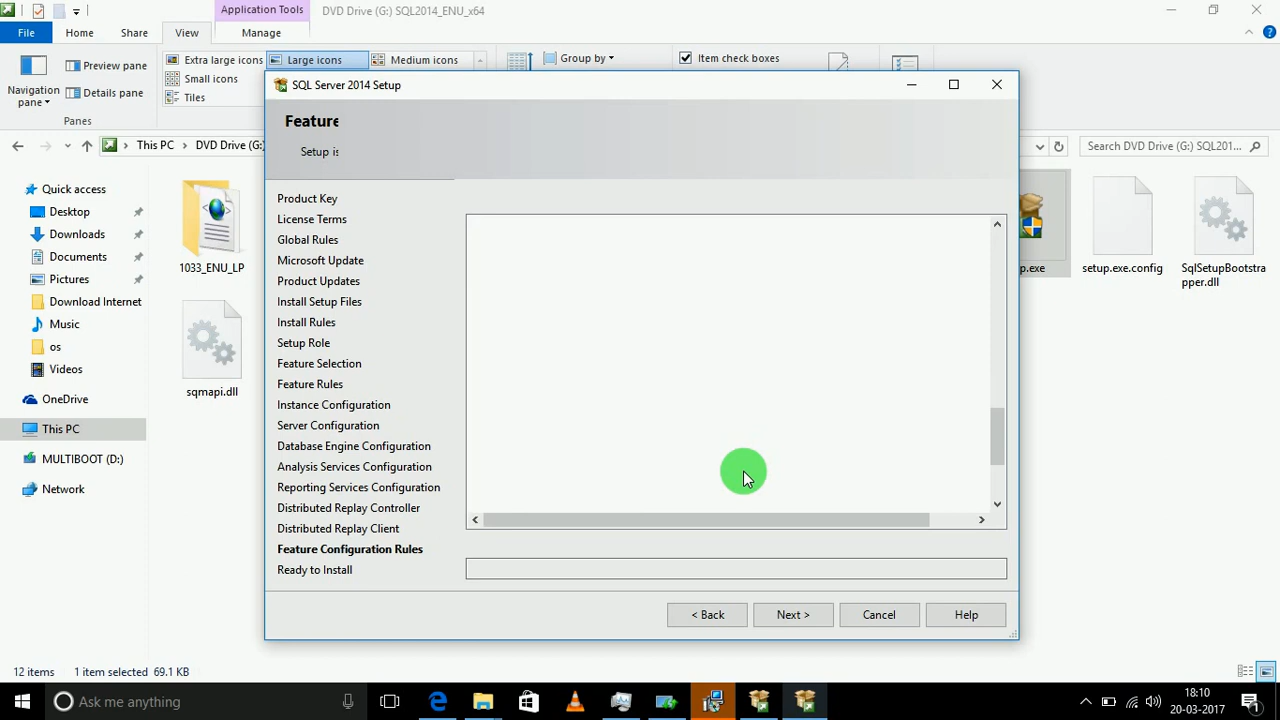 Application Tools
DVD Drive (G:) SQL2014_ENU_x64
File
Home
Share
View
Manage
Navigation pane
Preview pane
Details pane
Panes
Extra large icons
Large icons
Medium icons
Small icons
Tiles
Group by
Item check boxes
This PC
DVD Drive (G:)
Search DVD Drive (G:) SQL201...
Quick access
Desktop
Downloads
Documents
Pictures
Download Internet
Music
os
Videos
OneDrive
This PC
MULTIBOOT (D:)
Network
1033_ENU_LP
sqmapi.dll
p.exe
setup.exe.config
SqlSetupBootstra
pper.dll
SQL Server 2014 Setup
Feature
Setup is
Product Key
License Terms
Global Rules
Microsoft Update
Product Updates
Install Setup Files
Install Rules
Setup Role
Feature Selection
Feature Rules
Instance Configuration
Server Configuration
Database Engine Configuration
Analysis Services Configuration
Reporting Services Configuration
Distributed Replay Controller
Distributed Replay Client
Feature Configuration Rules
Ready to Install
< Back
Next >
Cancel
Help
12 items
1 item selected 69.1 KB
Ask me anything
18:10
20-03-2017
1